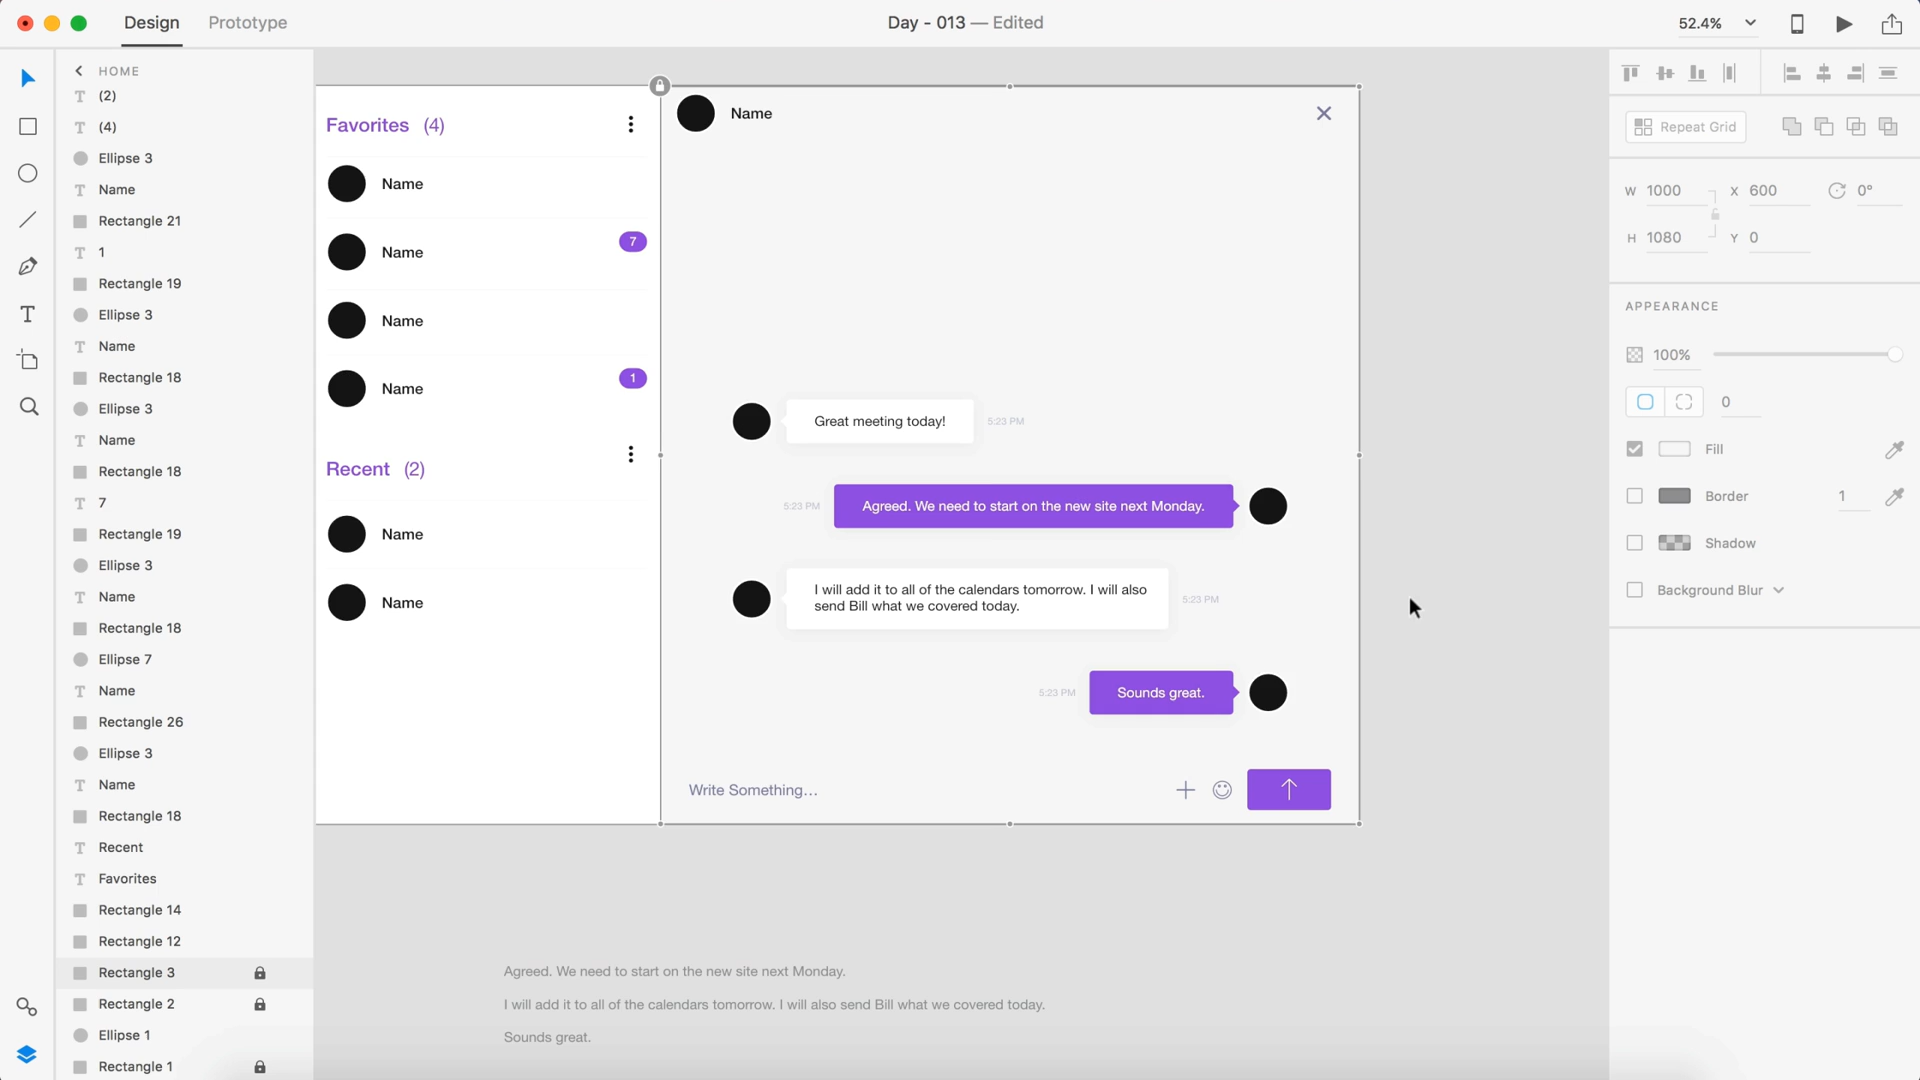 Design
Prototype
Day - 013 — Edited
52.4%
HOME
(2)
(4)
Ellipse 3
Name
Rectangle 21
1
Rectangle 19
Ellipse 3
Name
Rectangle 18
Ellipse 3
Name
Rectangle 18
7
Rectangle 19
Ellipse 3
Name
Rectangle 18
Ellipse 7
Name
Rectangle 26
Ellipse 3
Name
Rectangle 18
Recent
Favorites
Rectangle 14
Rectangle 12
Rectangle 3
Rectangle 2
Ellipse 1
Rectangle 1
Favorites (4)
Name
Name
7
Name
Name
1
Recent (2)
Name
Name
Name
Great meeting today!
5:23 PM
5:23 PM
Agreed. We need to start on the new site next Monday.
I will add it to all of the calendars tomorrow. I will also
send Bill what we covered today.
5:23 PM
5:23 PM
Sounds great.
Write Something...
Agreed. We need to start on the new site next Monday.
I will add it to all of the calendars tomorrow. I will also send Bill what we covered today.
Sounds great.
Repeat Grid
W 1000
X 600
0°
H 1080
Y 0
APPEARANCE
100%
0
Fill
Border
1
Shadow
Background Blur